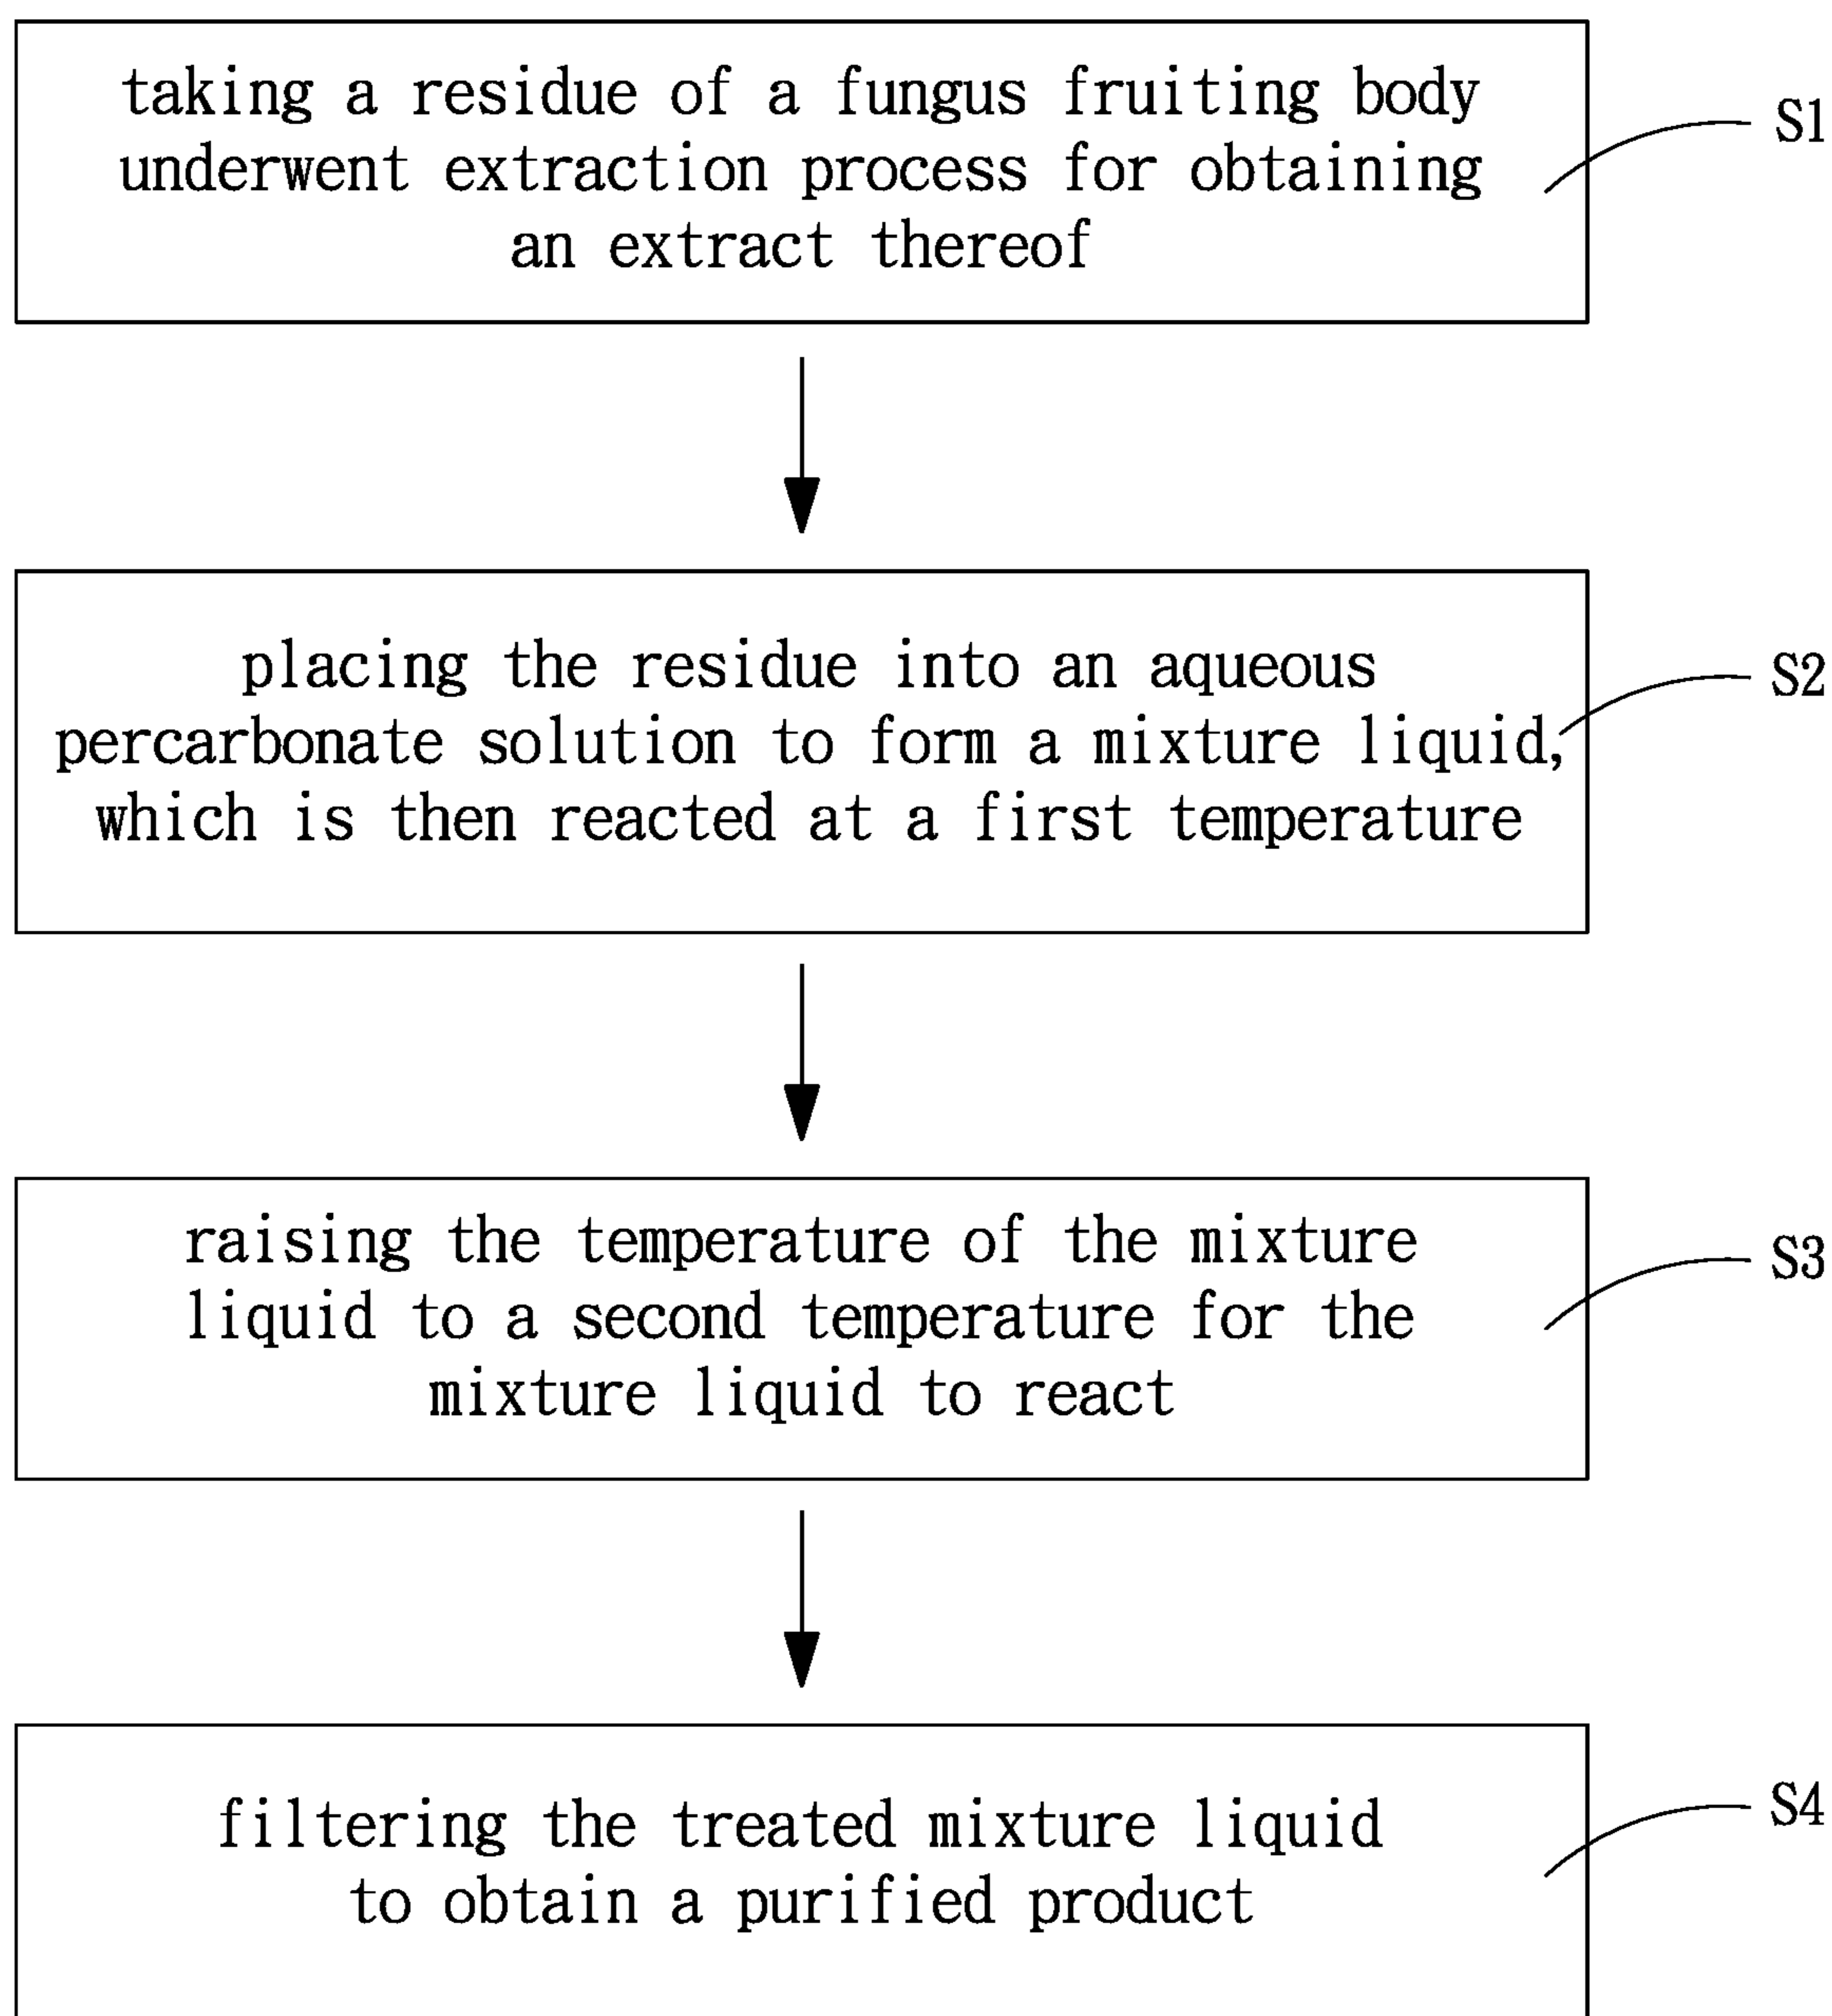 taking a residue of a fungus fruiting body
underwent extraction process for obtaining
an extract thereof
S1
placing the residue into an aqueous
percarbonate solution to form a mixture liquid,
which is then reacted at a first temperature
S2
raising the temperature of the mixture
liquid to a second temperature for the
mixture liquid to react
S3
filtering the treated mixture liquid
to obtain a purified product
S4